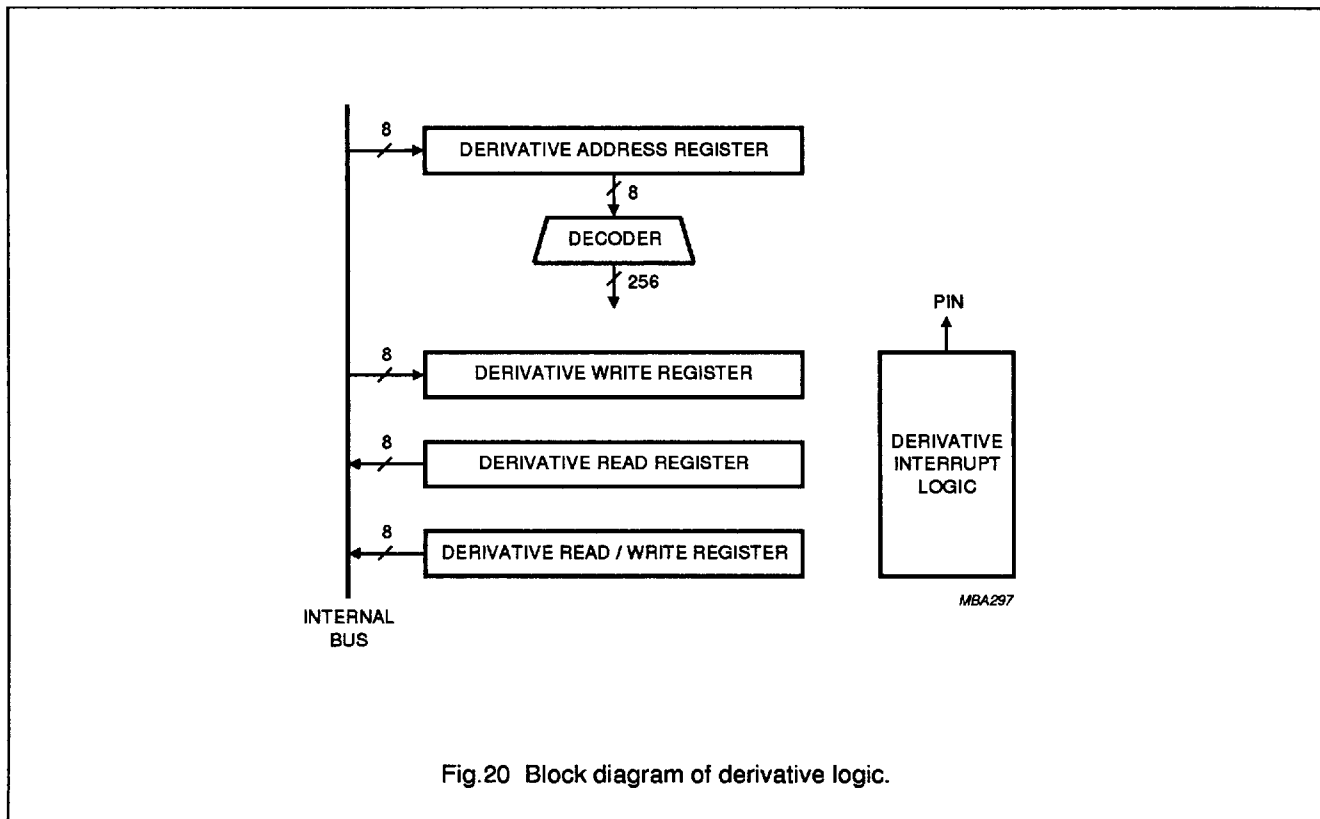 8
DERIVATIVE ADDRESS REGISTER
8
DECODER
256
PIN
8
DERIVATIVE WRITE REGISTER
8
DERIVATIVE READ REGISTER
DERIVATIVE
INTERRUPT
LOGIC
8
DERIVATIVE READ / WRITE REGISTER
MBA297
INTERNAL
BUS
Fig.20 Block diagram of derivative logic.